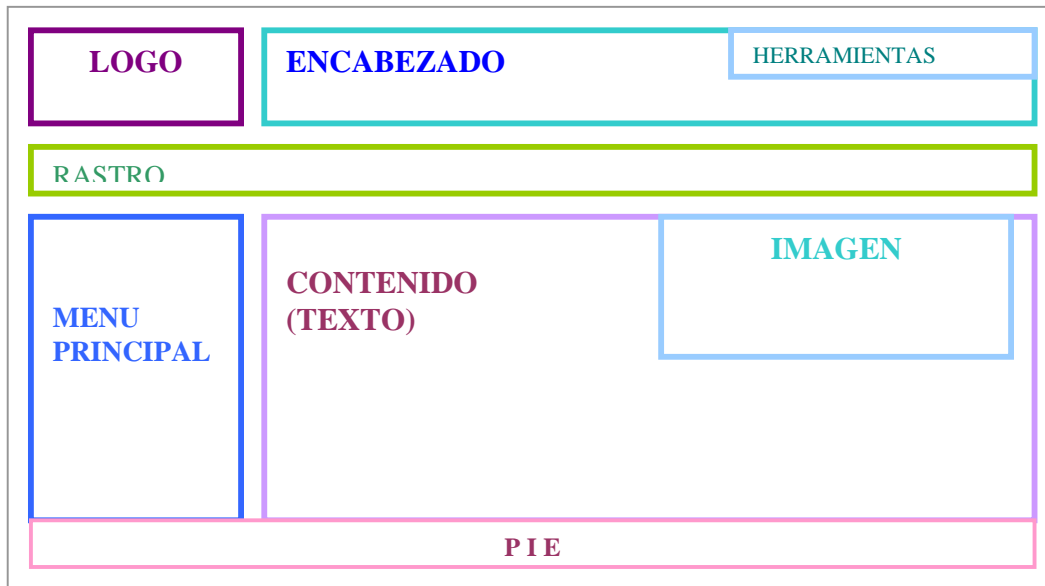 LOGO
ENCABEZADO
HERRAMIENTAS
RASTRO
IMAGEN
CONTENIDO
(TEXTO)
MENU
PRINCIPAL
P I E